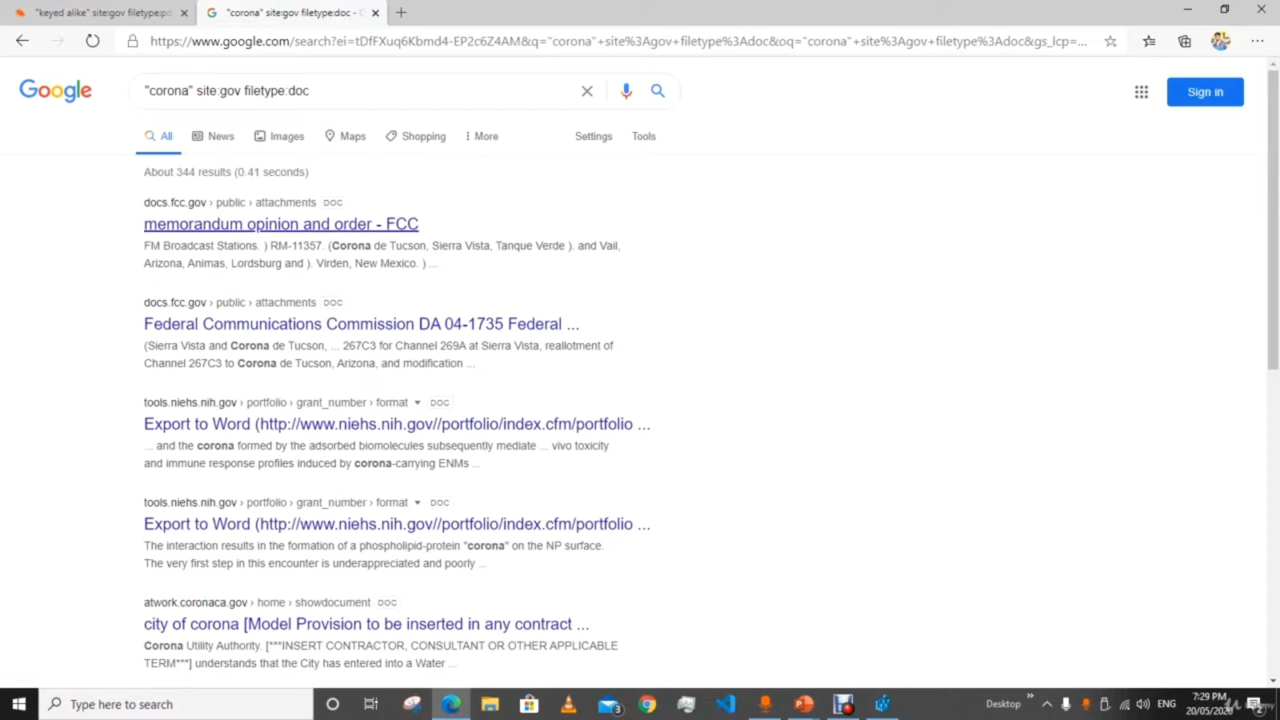 "keyed alike" site:gov filetype:pd
"corona" site:gov filetype:doc - G
https://www.google.com/search?ei=tDfFXuq6Kbmd4-EP2c6Z4AM&q="corona"+site%3Agov+filetype%3Adoc&oq="corona"+site%3Agov+filetype%3Adoc&gs_lcp=...
Google
"corona" site:gov filetype:doc
Sign in
All News Images Maps Shopping More Settings Tools
About 344 results (0.41 seconds)
docs.fcc.gov › public › attachments DOC
memorandum opinion and order - FCC
FM Broadcast Stations. ) RM-11357. (Corona de Tucson, Sierra Vista, Tanque Verde ). and Vail,
Arizona, Animas, Lordsburg and ). Virden, New Mexico. ) ...
docs.fcc.gov › public › attachments DOC
Federal Communications Commission DA 04-1735 Federal ...
(Sierra Vista and Corona de Tucson, ... 267C3 for Channel 269A at Sierra Vista, reallotment of
Channel 267C3 to Corona de Tucson, Arizona, and modification ...
tools.niehs.nih.gov › portfolio › grant_number › format DOC
Export to Word (http://www.niehs.nih.gov//portfolio/index.cfm/portfolio ...
... and the corona formed by the adsorbed biomolecules subsequently mediate ... vivo toxicity
and immune response profiles induced by corona-carrying ENMs ...
tools.niehs.nih.gov › portfolio › grant_number › format DOC
Export to Word (http://www.niehs.nih.gov//portfolio/index.cfm/portfolio ...
The interaction results in the formation of a phospholipid-protein "corona" on the NP surface.
The very first step in this encounter is underappreciated and poorly ...
atwork.coronaca.gov › home › showdocument DOC
city of corona [Model Provision to be inserted in any contract ...
Corona Utility Authority. [***INSERT CONTRACTOR, CONSULTANT OR OTHER APPLICABLE
TERM***] understands that the City has entered into a Water ...
Type here to search
3
Desktop
ENG
7:29 PM